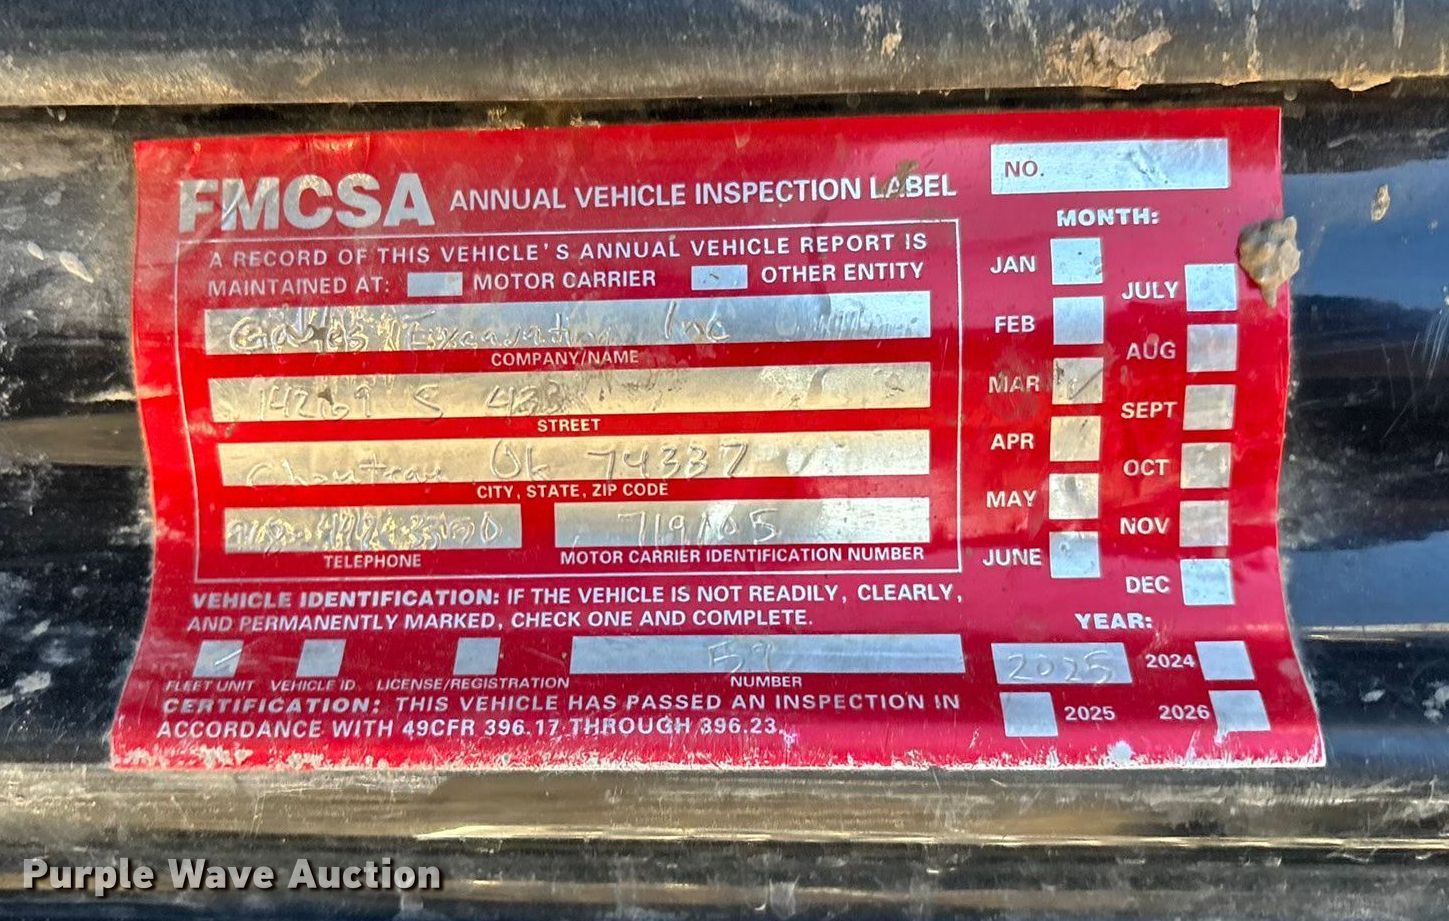 FMCSA ANNUAL VEHICLE INSPECTION LABEL
NO.
A RECORD OF THIS VEHICLE'S ANNUAL VEHICLE REPORT IS
MAINTAINED AT: MOTOR CARRIER OTHER ENTITY
Excavation Inc
COMPANY/NAME
S
STREET
Ok 74337
CITY, STATE, ZIP CODE
TELEPHONE
MOTOR CARRIER IDENTIFICATION NUMBER
VEHICLE IDENTIFICATION: IF THE VEHICLE IS NOT READILY, CLEARLY,
AND PERMANENTLY MARKED, CHECK ONE AND COMPLETE.
59
FLEET UNIT VEHICLE ID. LICENSE/REGISTRATION NUMBER
CERTIFICATION: THIS VEHICLE HAS PASSED AN INSPECTION IN
ACCORDANCE WITH 49CFR 396.17 THROUGH 396.23.
MONTH:
JAN
FEB
MAR
APR
MAY
JUNE
JULY
AUG
SEPT
OCT
NOV
DEC
YEAR:
2025 2024
2025 2026
Purple Wave Auction